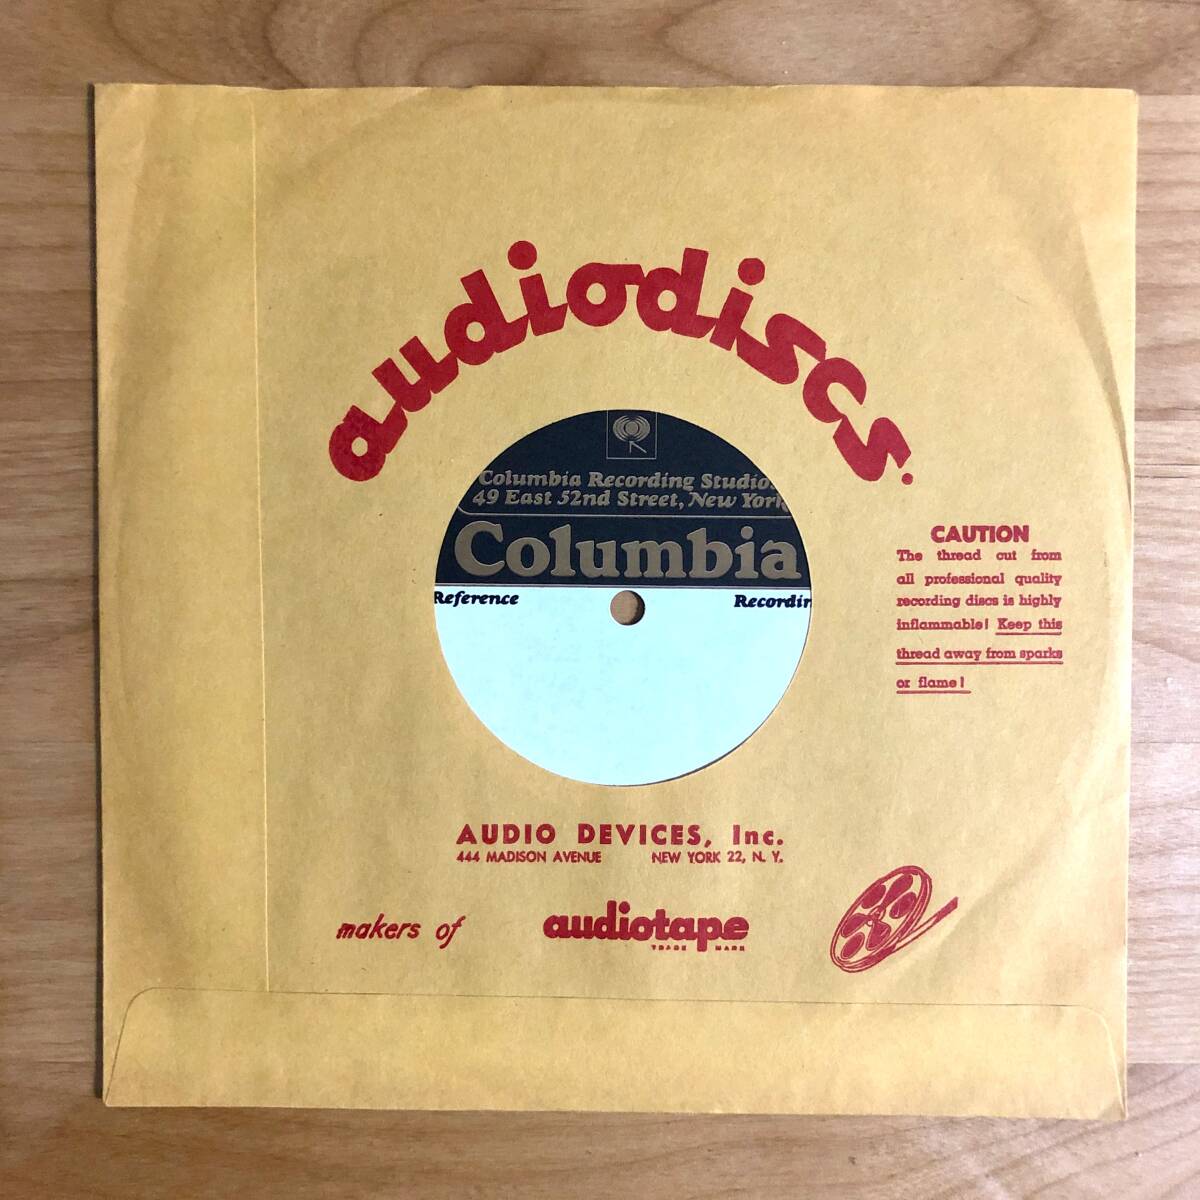 audiodiscs.
Columbia Recording Studios
49 East 52nd Street, New York
Columbia
Reference Recordin
CAUTION
The thread cut from
all professional quality
recording discs is highly
inflammable! Keep this
thread away from sparks
or flame!
AUDIO DEVICES, Inc.
444 MADISON AVENUE NEW YORK 22, N. Y.
makers of audiotape
TRADE MARK